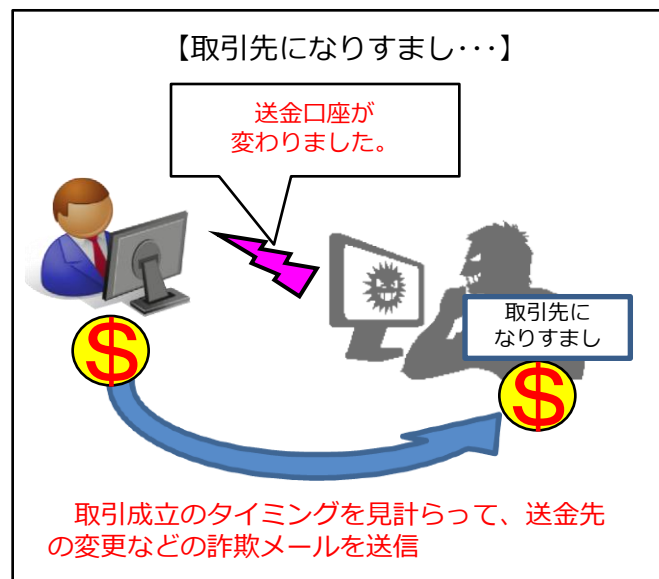 【取引先になりすまし･･･】
送金口座が
変わりました。
取引先に
なりすまし
$
$
取引成立のタイミングを見計らって、送金先
の変更などの詐欺メールを送信